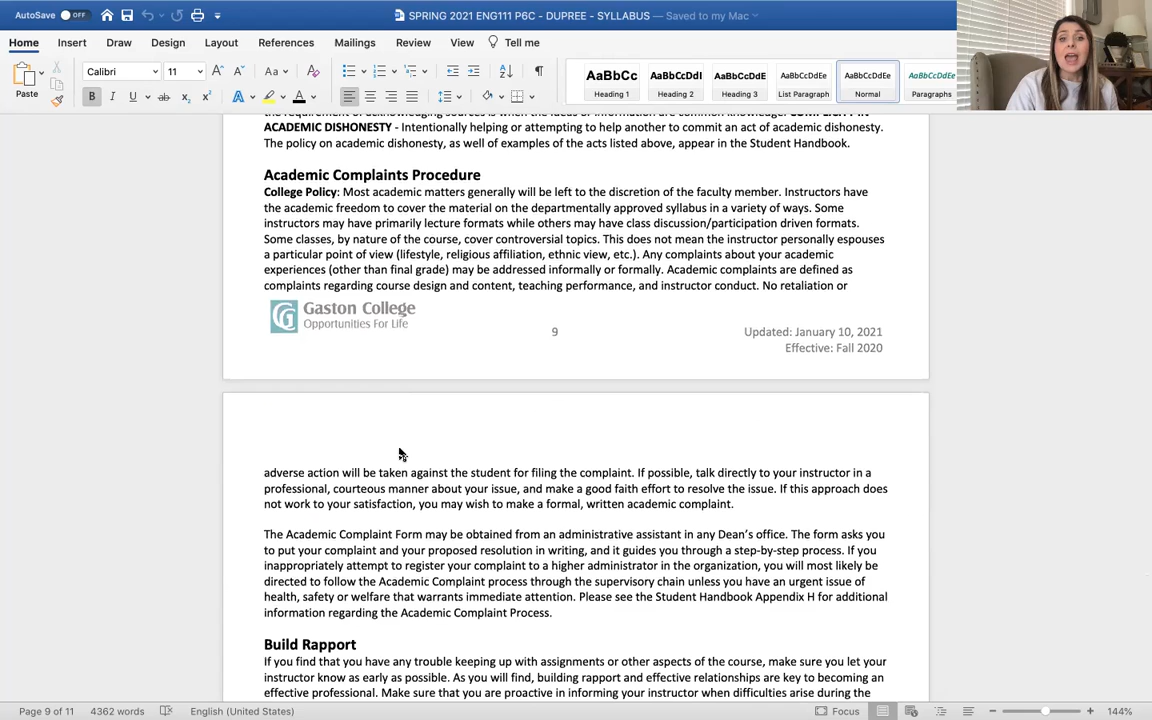 AutoSave OFF SPRING 2021 ENG111 P6C - DUPREE - SYLLABUS — Saved to my Mac
Home Insert Draw Design Layout References Mailings Review View Tell me
Paste Calibri 11 Aa A
B I U ab x₂ x² A A
AaBbCc AaBbCcDdI AaBbCcDdE AaBbCcDdEe AaBbCcDdEe AaBbCcDdEe
Heading 1 Heading 2 Heading 3 List Paragraph Normal Paragraphs
the requirement of acknowledging sources is when the ideas or information are common knowledge. COMPLICITY IN
ACADEMIC DISHONESTY - Intentionally helping or attempting to help another to commit an act of academic dishonesty.
The policy on academic dishonesty, as well of examples of the acts listed above, appear in the Student Handbook.
Academic Complaints Procedure
College Policy: Most academic matters generally will be left to the discretion of the faculty member. Instructors have
the academic freedom to cover the material on the departmentally approved syllabus in a variety of ways. Some
instructors may have primarily lecture formats while others may have class discussion/participation driven formats.
Some classes, by nature of the course, cover controversial topics. This does not mean the instructor personally espouses
a particular point of view (lifestyle, religious affiliation, ethnic view, etc.). Any complaints about your academic
experiences (other than final grade) may be addressed informally or formally. Academic complaints are defined as
complaints regarding course design and content, teaching performance, and instructor conduct. No retaliation or
Gaston College
Opportunities For Life
9
Updated: January 10, 2021
Effective: Fall 2020
adverse action will be taken against the student for filing the complaint. If possible, talk directly to your instructor in a
professional, courteous manner about your issue, and make a good faith effort to resolve the issue. If this approach does
not work to your satisfaction, you may wish to make a formal, written academic complaint.
The Academic Complaint Form may be obtained from an administrative assistant in any Dean's office. The form asks you
to put your complaint and your proposed resolution in writing, and it guides you through a step-by-step process. If you
inappropriately attempt to register your complaint to a higher administrator in the organization, you will most likely be
directed to follow the Academic Complaint process through the supervisory chain unless you have an urgent issue of
health, safety or welfare that warrants immediate attention. Please see the Student Handbook Appendix H for additional
information regarding the Academic Complaint Process.
Build Rapport
If you find that you have any trouble keeping up with assignments or other aspects of the course, make sure you let your
instructor know as early as possible. As you will find, building rapport and effective relationships are key to becoming an
effective professional. Make sure that you are proactive in informing your instructor when difficulties arise during the
Page 9 of 11 4362 words English (United States) Focus 144%